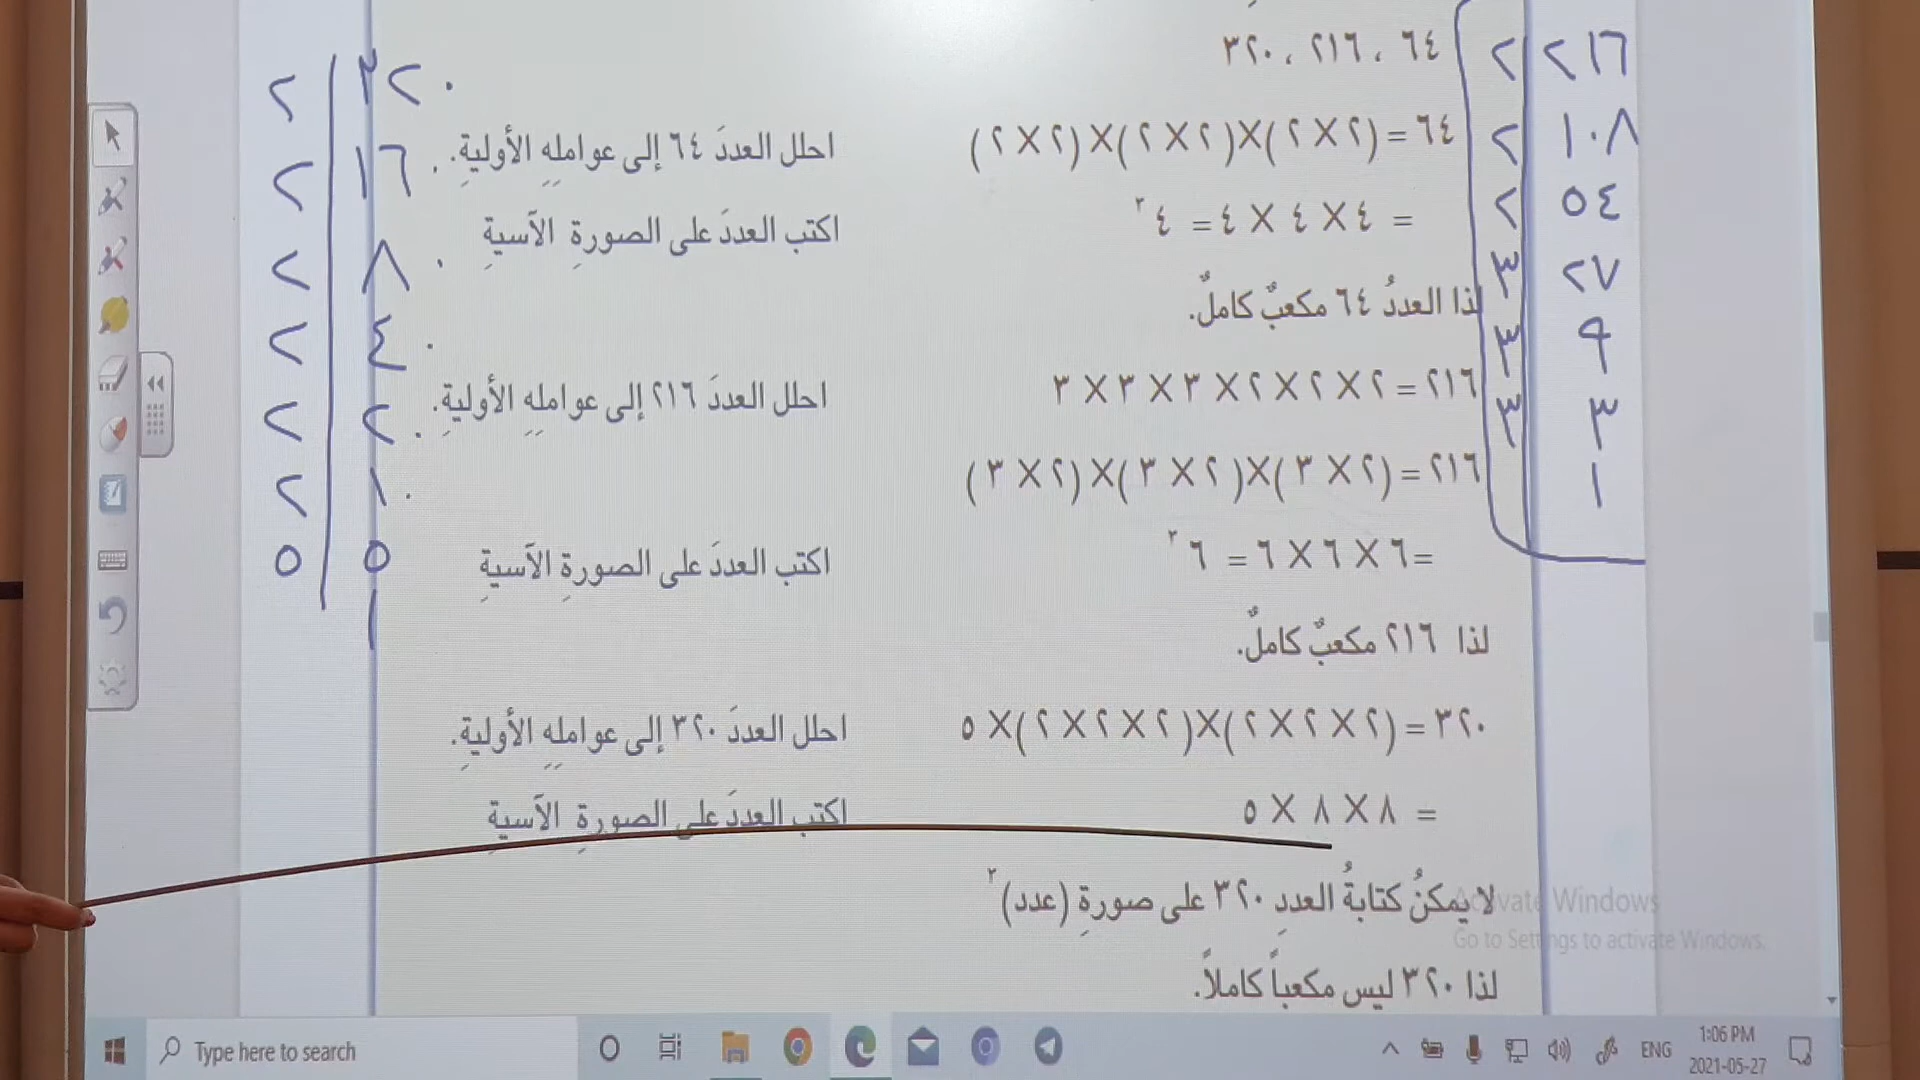 ٦٤ ، ٢١٦ ، ٣٢٠
٦٤ = (٢ × ٢)×(٢ × ٢)×(٢ × ٢)
احلل العددَ ٦٤ إلى عواملِهِ الأوليةِ.
= ٤ × ٤ × ٤ = ٤ ٣
اكتب العددَ على الصورةِ الآسيةِ
لذا العددُ ٦٤ مكعبٌ كاملٌ.
٢١٦ = ٢ × ٢ × ٢ × ٣ × ٣ × ٣
احلل العددَ ٢١٦ إلى عواملِهِ الأوليةِ.
٢١٦ = (٢ × ٣)×(٢ × ٣)×(٢ × ٣)
=٦ × ٦ × ٦ = ٦ ٣
اكتب العددَ على الصورةِ الآسيةِ
لذا ٢١٦ مكعبٌ كاملٌ.
٣٢٠ = (٢ × ٢ × ٢)×(٢ × ٢ × ٢)× ٥
احلل العددَ ٣٢٠ إلى عواملِهِ الأوليةِ.
= ٨ × ٨ × ٥
اكتب العددَ على الصورةِ الآسيةِ
لا يمكنُ كتابةُ العددِ ٣٢٠ على صورةِ (عدد) ٣
لذا ٣٢٠ ليس مكعباً كاملاً.
٢ ٢١٦
٢ ١٠٨
٢ ٥٤
٣ ٢٧
٣ ٩
٣ ٣
١
٢ ٣٢٠
٢ ١٦٠
٢ ٨٠
٢ ٤٠
٢ ٢٠
٢ ١٠
٥ ٥
١
Activate Windows
Go to Settings to activate Windows.
Type here to search
ENG
1:06 PM
2021-05-27